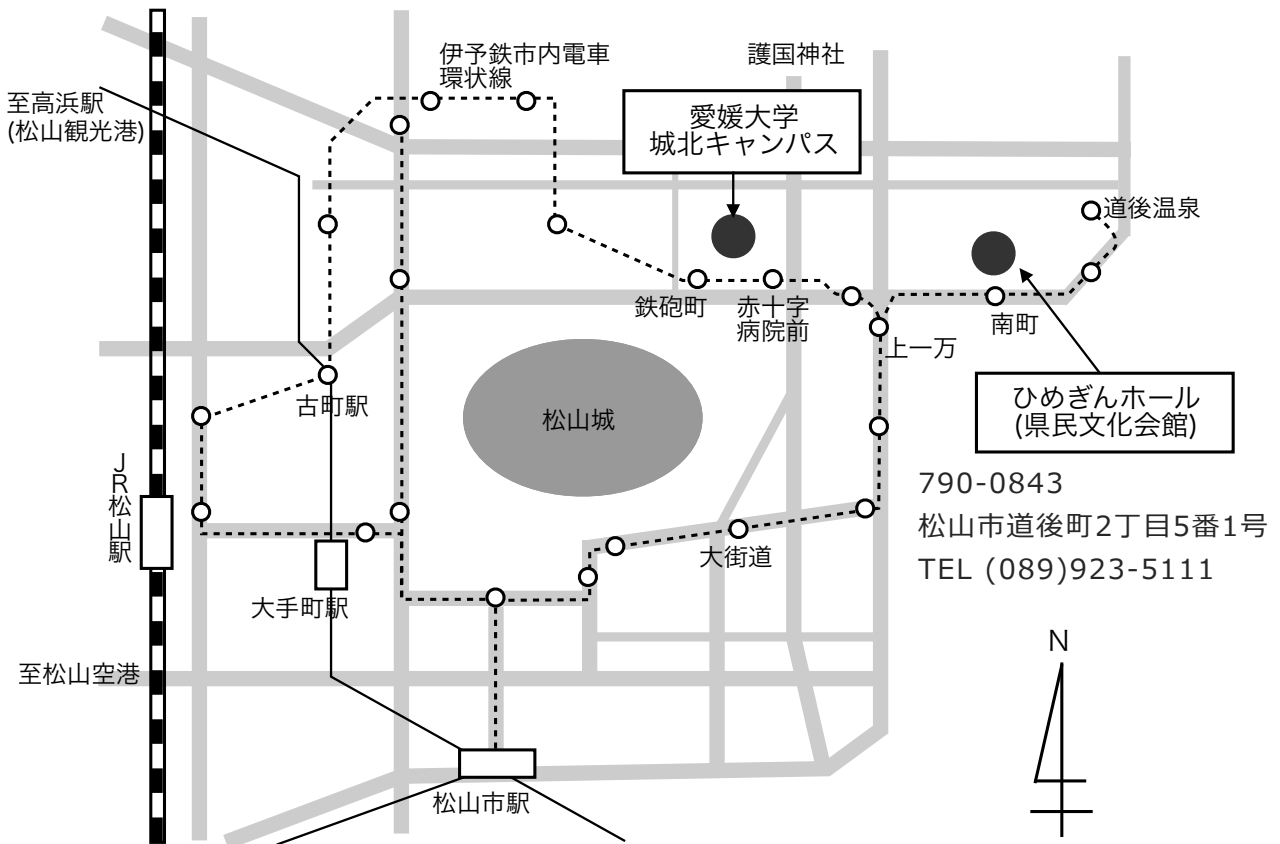 伊予鉄市内電車
環状線
護国神社
至高浜駅
(松山観光港)
愛媛大学
城北キャンパス
道後温泉
鉄砲町
赤十字
病院前
南町
上一万
古町駅
松山城
ひめぎんホール
(県民文化会館)
JR松山駅
790-0843
松山市道後町2丁目5番1号
TEL (089)923-5111
大街道
大手町駅
N
至松山空港
松山市駅